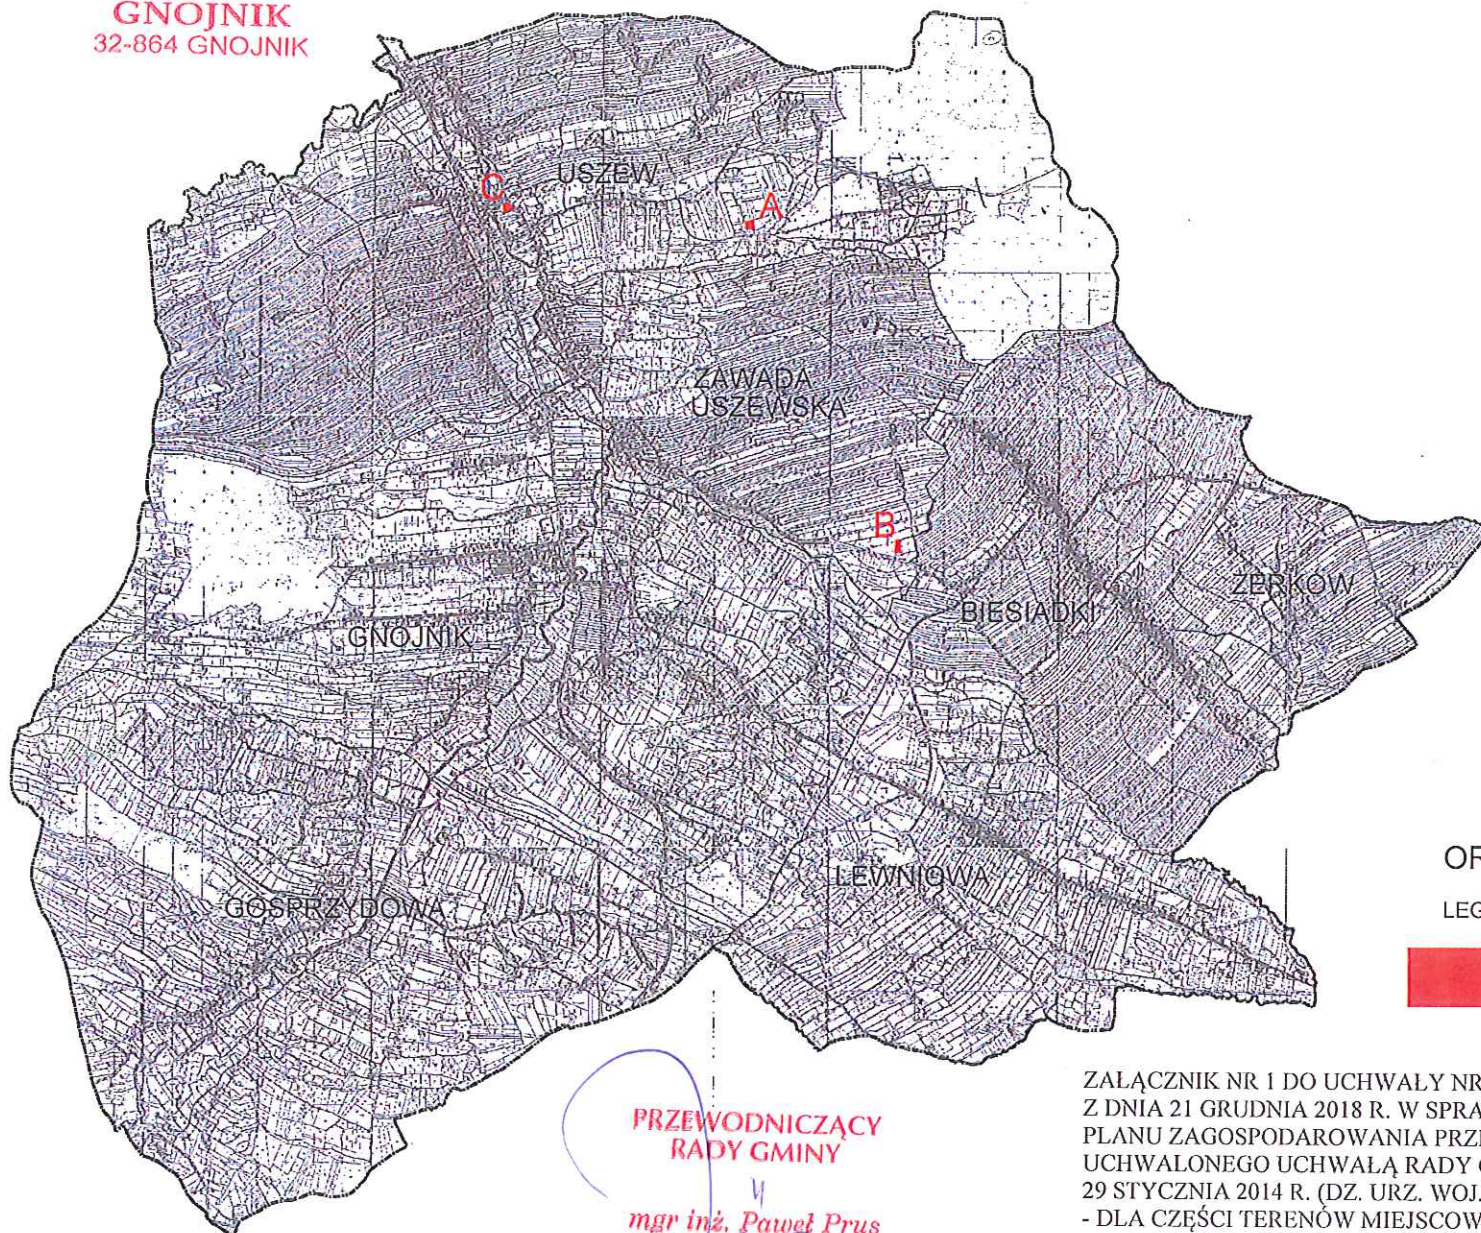 GNOJNIK
32-864 GNOJNIK
C
USZEW
A
ZAWADA
USZEWSKA
B
ŻERKÓW
BIESIADKI
GNOJNIK
LEWNIOWA
GOSPRZYDOWA
OR
LEG
ZAŁĄCZNIK NR 1 DO UCHWAŁY NR
Z DNIA 21 GRUDNIA 2018 R. W SPRA
PLANU ZAGOSPODAROWANIA PRZE
UCHWALONEGO UCHWAŁĄ RADY
29 STYCZNIA 2014 R. (DZ. URZ. WOJ.
- DLA CZĘŚCI TERENÓW MIEJSCOW
PRZEWODNICZĄCY
RADY GMINY
mgr inż. Paweł Prus